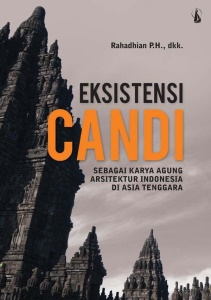 Rahadhian P.H., dkk.
EKSISTENSI
CANDI
SEBAGAI KARYA AGUNG
ARSITEKTUR INDONESIA
DI ASIA TENGGARA